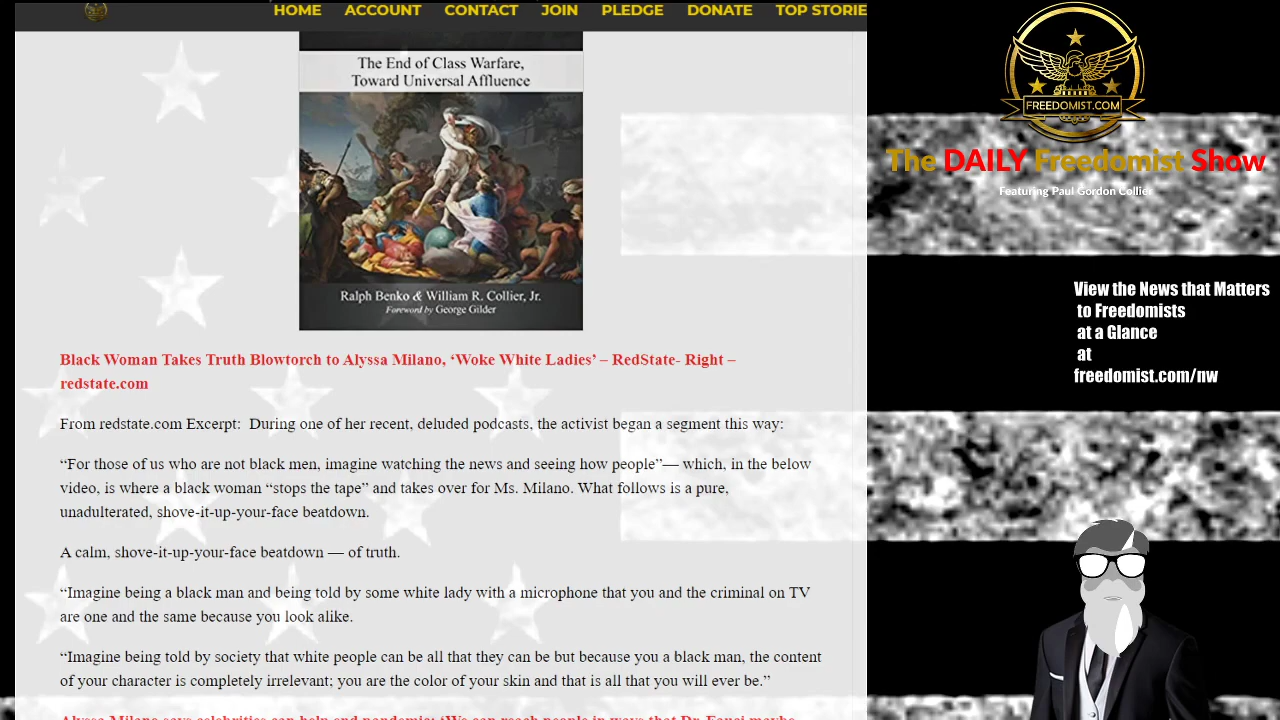 HOME ACCOUNT CONTACT JOIN PLEDGE DONATE TOP STORIE
The End of Class Warfare,
Toward Universal Affluence
Ralph Benko & William R. Collier, Jr.
Foreword by George Gilder
Black Woman Takes Truth Blowtorch to Alyssa Milano, ‘Woke White Ladies’ – RedState- Right –
redstate.com
From redstate.com Excerpt:  During one of her recent, deluded podcasts, the activist began a segment this way:
“For those of us who are not black men, imagine watching the news and seeing how people”— which, in the below
video, is where a black woman “stops the tape” and takes over for Ms. Milano. What follows is a pure,
unadulterated, shove-it-up-your-face beatdown.
A calm, shove-it-up-your-face beatdown — of truth.
“Imagine being a black man and being told by some white lady with a microphone that you and the criminal on TV
are one and the same because you look alike.
“Imagine being told by society that white people can be all that they can be but because you a black man, the content
of your character is completely irrelevant; you are the color of your skin and that is all that you will ever be.”
Alyssa Milano says celebrities can help end pandemic: ‘We can reach people in ways that Dr. Fauci maybe
FREEDOMIST.COM
The DAILY Freedomist Show
Featuring Paul Gordon Collier
View the News that Matters
to Freedomists
at a Glance
at
freedomist.com/nw